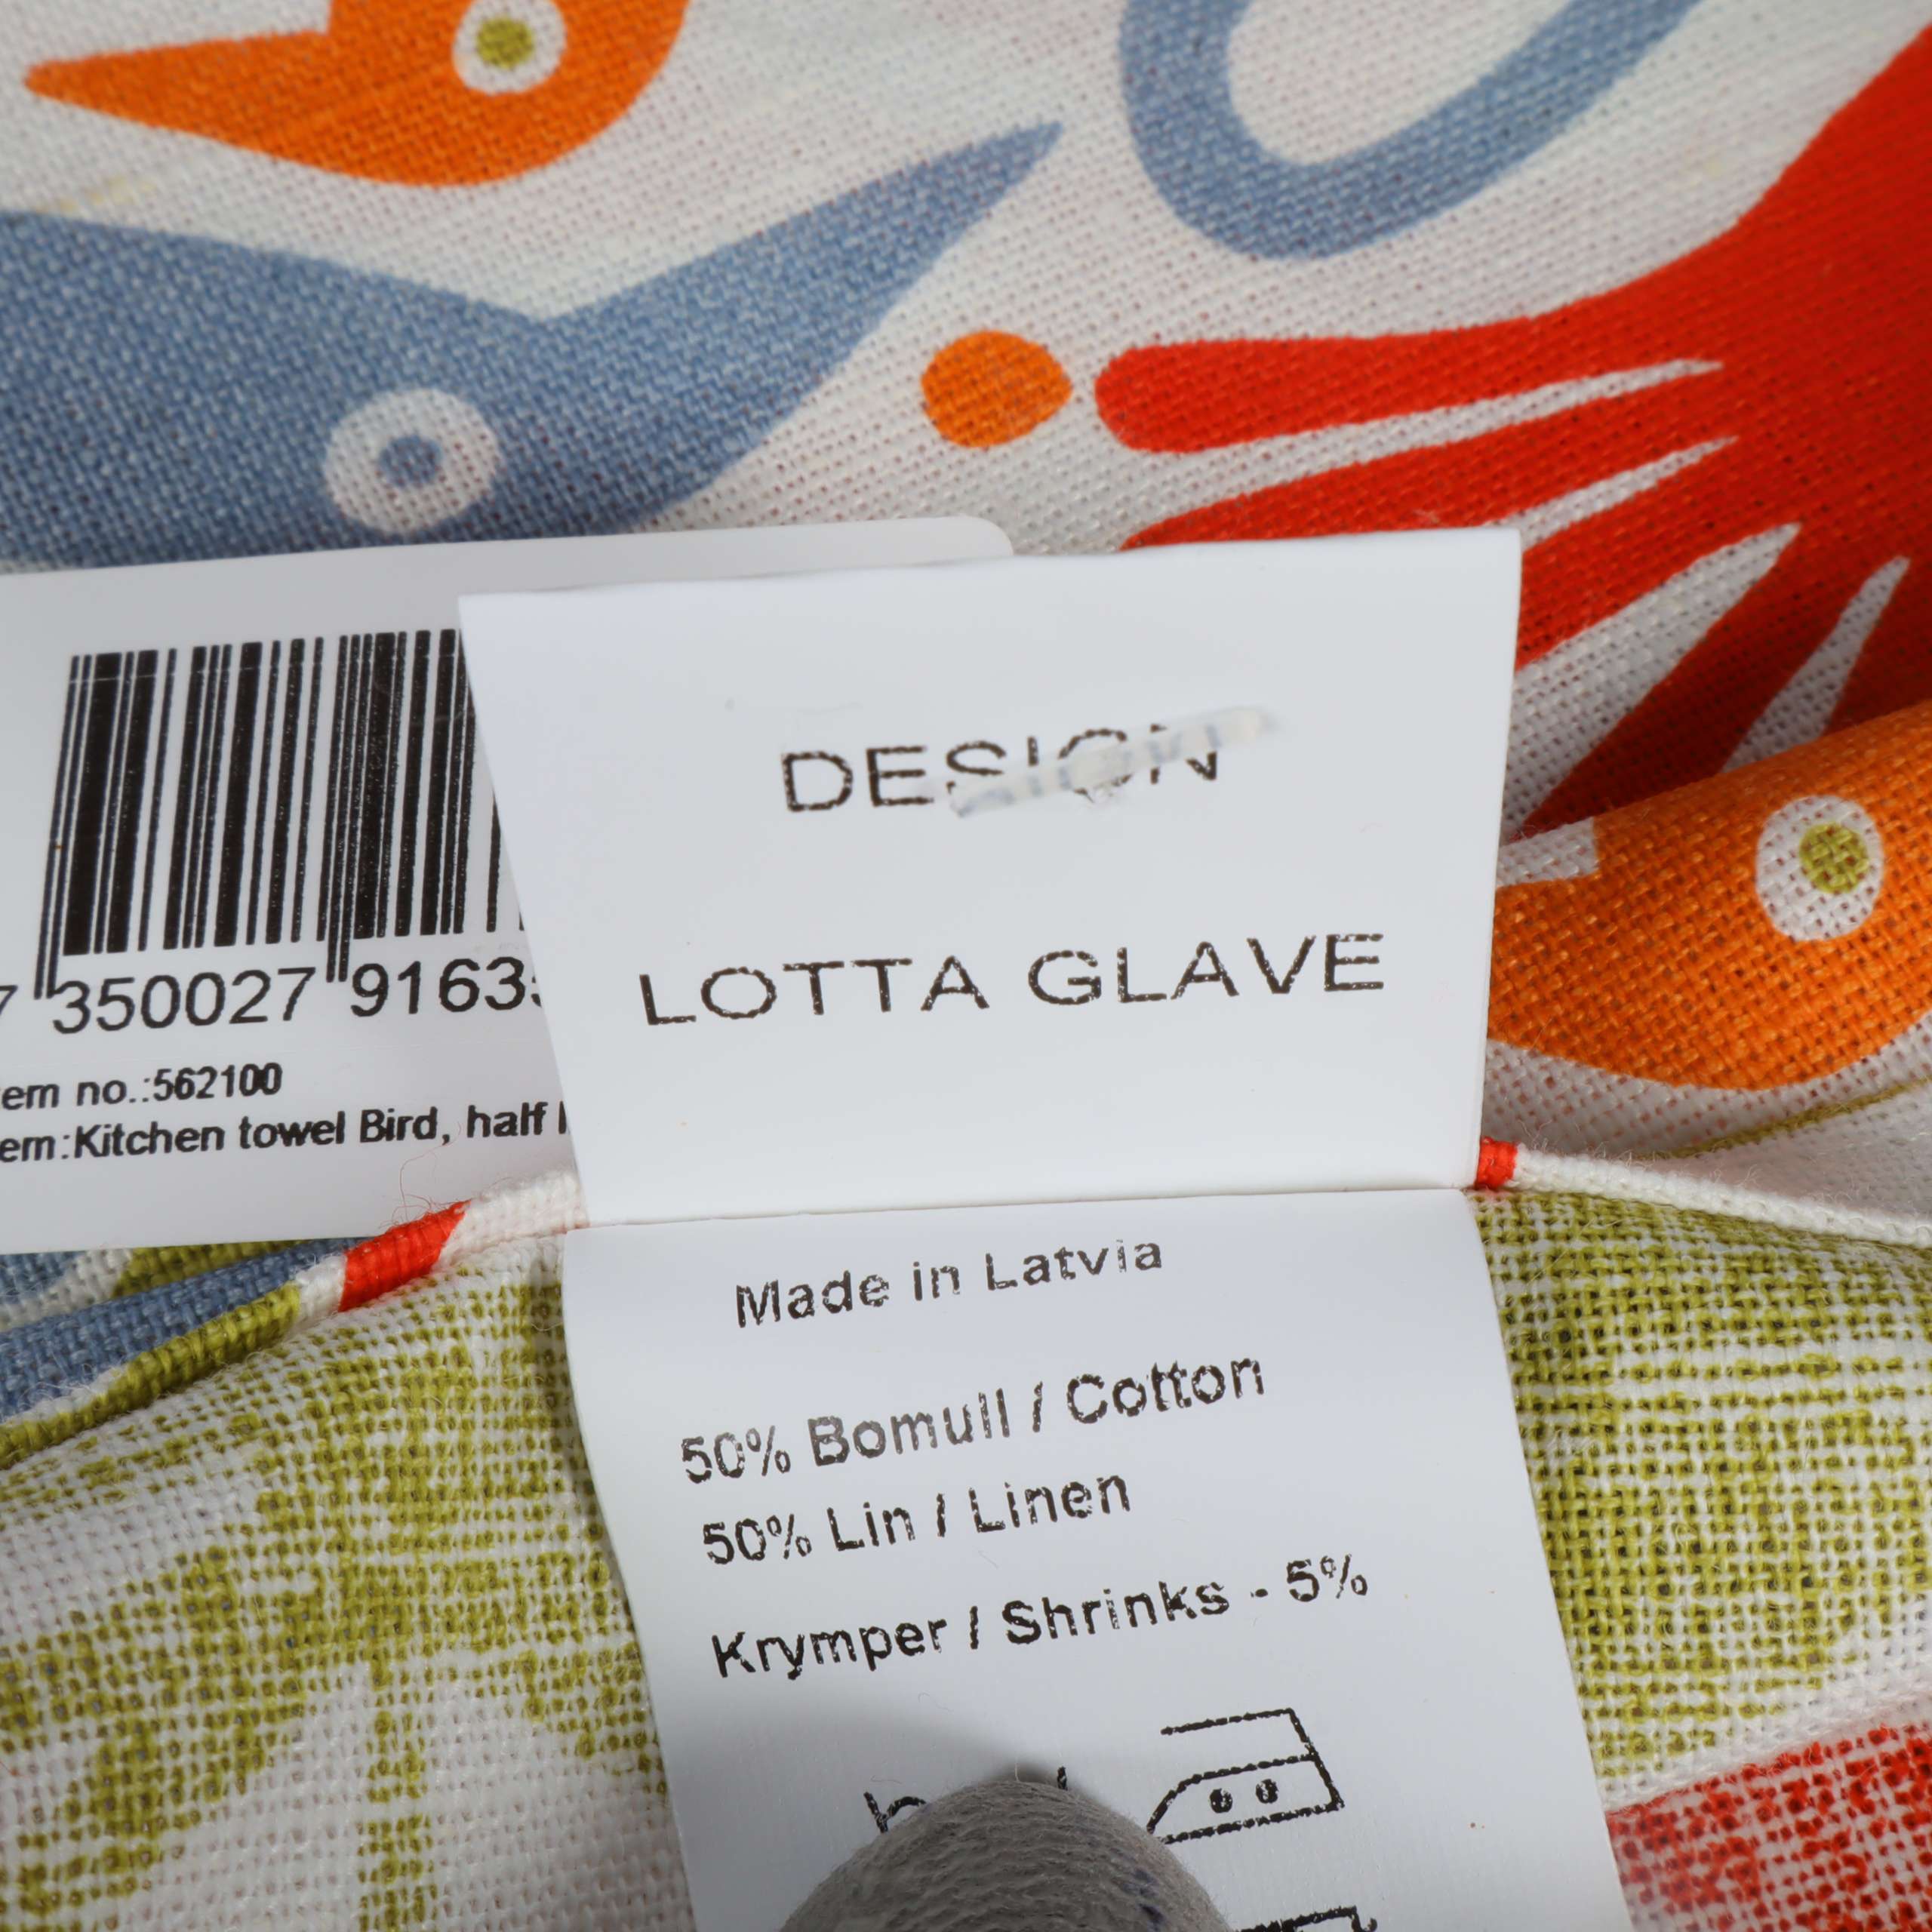 DESIGN
LOTTA GLAVE
7 350027 9163
em no.:562100
em:Kitchen towel Bird, half
Made in Latvia
50% Bomull / Cotton
50% Lin / Linen
Krymper / Shrinks - 5%